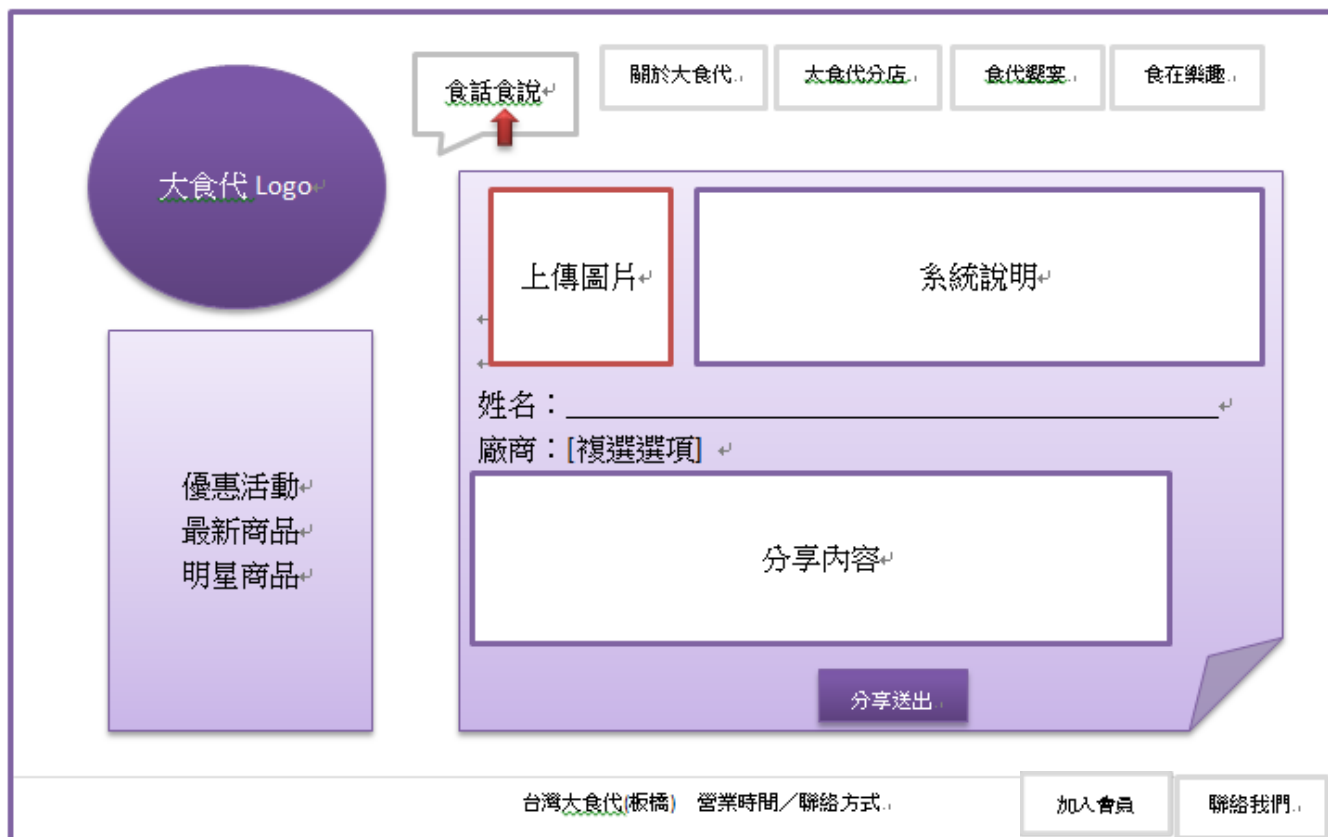 食話食說
關於大食代
大食代分店
食代饗宴
食在樂趣
大食代 Logo
優惠活動
最新商品
明星商品
上傳圖片
系統說明
姓名：
廠商：[複選選項]
分享內容
分享送出
台灣大食代(板橋)　營業時間／聯絡方式
加入會員
聯絡我們